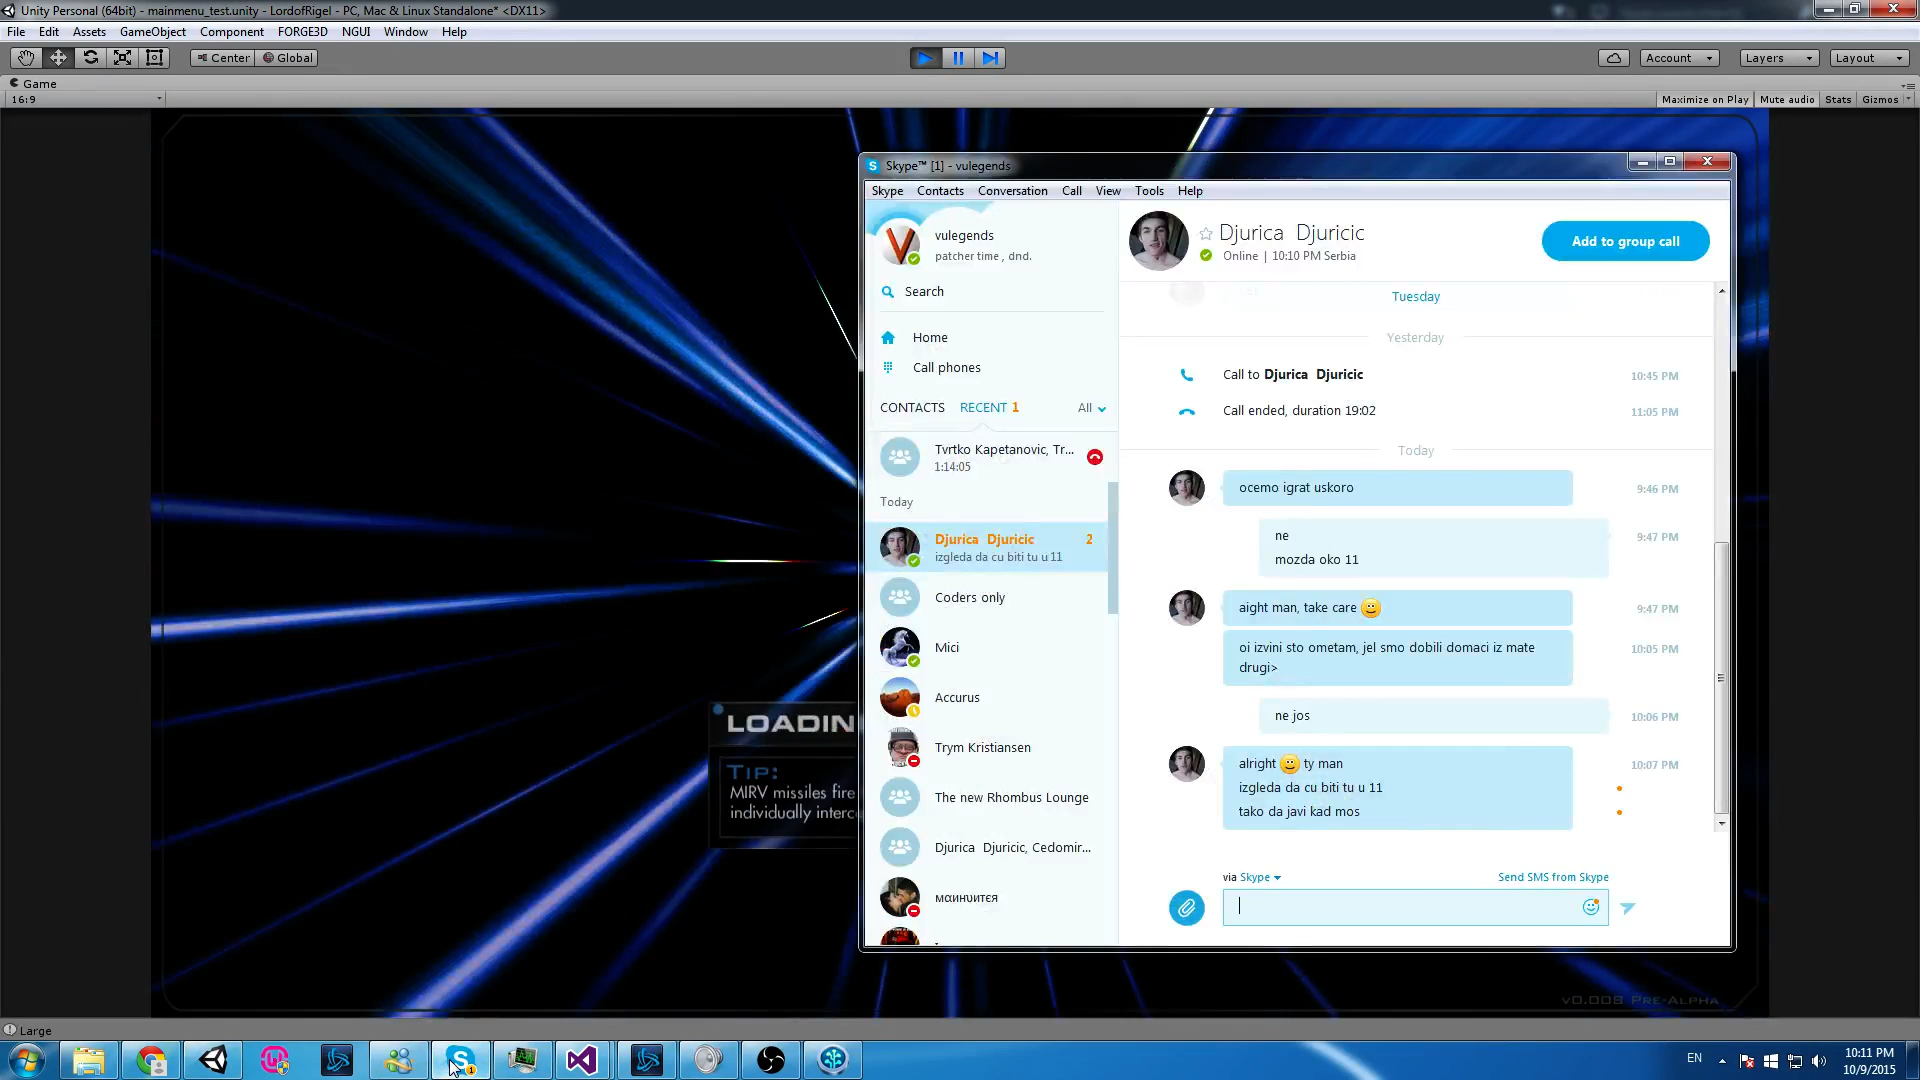 Unity Personal (64bit) - mainmenu_test.unity - LordofRigel - PC, Mac & Linux Standalone* <DX11>
File Edit Assets GameObject Component FORGE3D NGUI Window Help
Center Global Account Layers Layout
Game
16:9 Maximize on Play Mute audio Stats Gizmos
Skype™ [1] - vulegends
Skype Contacts Conversation Call View Tools Help
vulegends
patcher time , dnd.
Search
Home
Call phones
CONTACTS RECENT 1 All
Tvrtko Kapetanovic, Tr...
1:14:05
Today
Djurica Djuricic 2
izgleda da cu biti tu u 11
Coders only
Mici
Accurus
Trym Kristiansen
The new Rhombus Lounge
Djurica Djuricic, Cedomir...
мαιнυιтєя
Djurica Djuricic
Online | 10:10 PM Serbia
Add to group call
Tuesday
Yesterday
Call to Djurica Djuricic 10:45 PM
Call ended, duration 19:02 11:05 PM
Today
ocemo igrat uskoro 9:46 PM
ne 9:47 PM
mozda oko 11
aight man, take care 9:47 PM
oi izvini sto ometam, jel smo dobili domaci iz mate 10:05 PM
drugi>
ne jos 10:06 PM
alright ty man 10:07 PM
izgleda da cu biti tu u 11
tako da javi kad mos
via Skype Send SMS from Skype
LOADIN
TIP:
MIRV missiles fire
individually interc
v0.008 Pre-Alpha
Large
EN
10:11 PM
10/9/2015